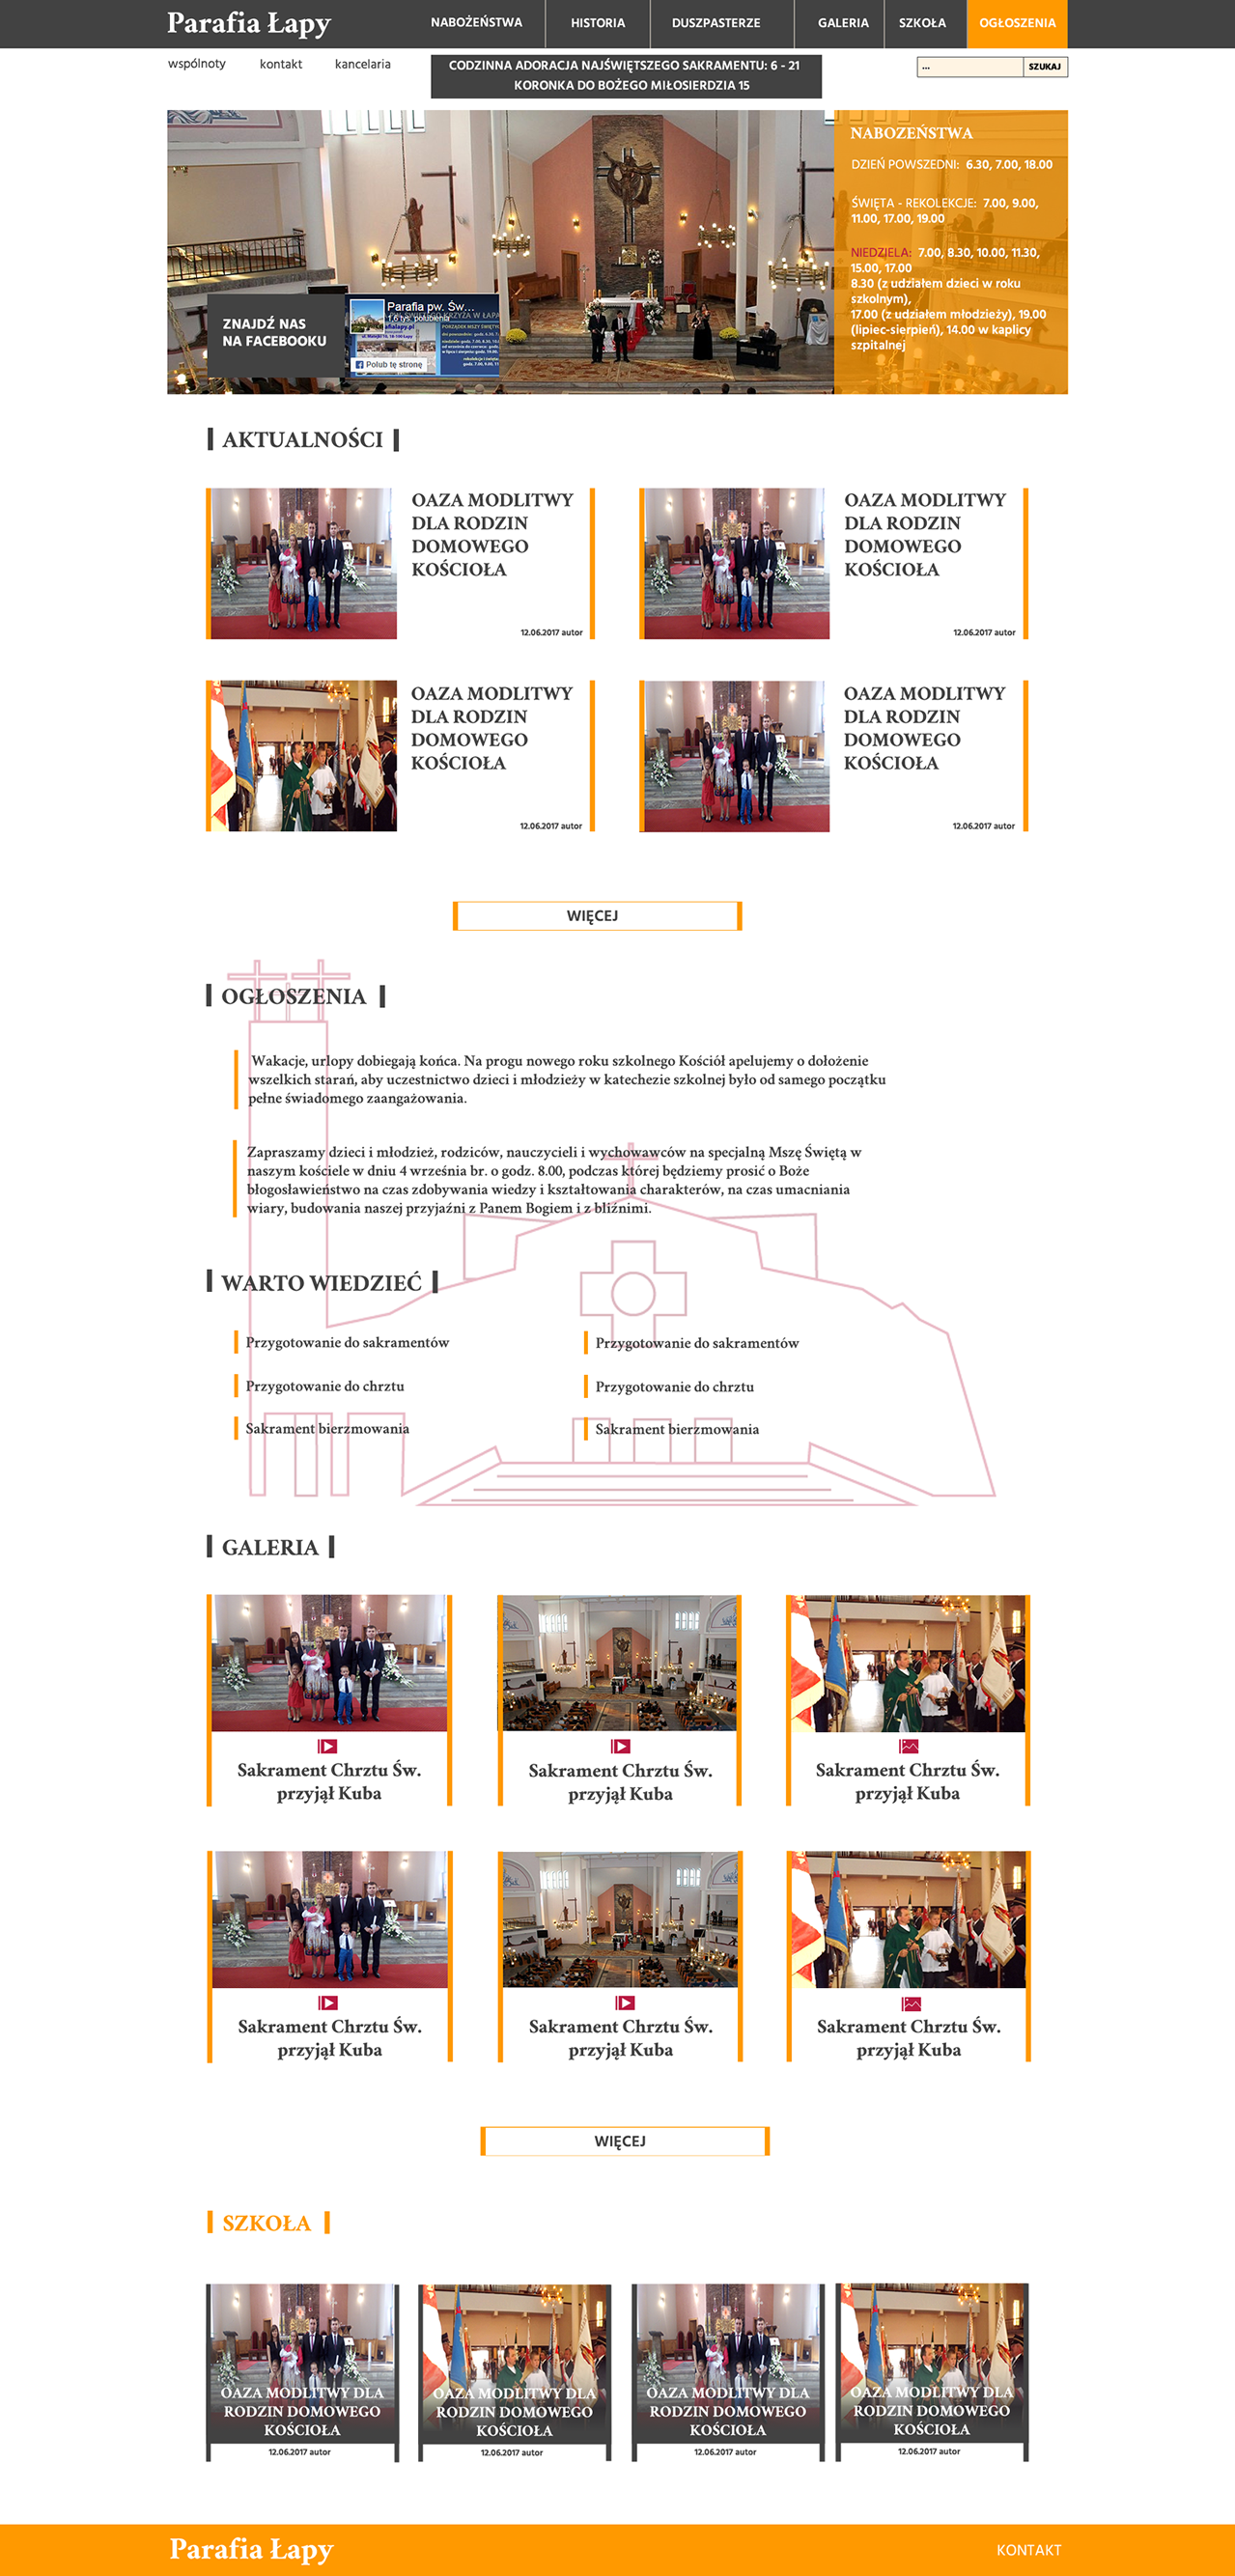 Parafia Łapy
NABOŻEŃSTWA
HISTORIA
DUSZPASTERZE
GALERIA
SZKOŁA
OGŁOSZENIA
wspólnoty
kontakt
kancelaria
CODZINNA ADORACJA NAJŚWIĘTSZEGO SAKRAMENTU: 6 - 21
KORONKA DO BOŻEGO MIŁOSIERDZIA 15
...
SZUKAJ
NABOZEŃSTWA
DZIEŃ POWSZEDNI: 6.30, 7.00, 18.00
ŚWIĘTA - REKOLEKCJE: 7.00, 9.00,
11.00, 17.00, 19.00
NIEDZIELA: 7.00, 8.30, 10.00, 11.30,
15.00, 17.00
8.30 (z udziałem dzieci w roku
szkolnym),
17.00 (z udziałem młodzieży), 19.00
(lipiec-sierpień), 14.00 w kaplicy
szpitalnej
ZNAJDŹ NAS
NA FACEBOOKU
Parafia pw. Św...
1,6 tys. polubienia
Polub tę stronę
AKTUALNOŚCI
OAZA MODLITWY
DLA RODZIN
DOMOWEGO
KOŚCIOŁA
12.06.2017 autor
OAZA MODLITWY
DLA RODZIN
DOMOWEGO
KOŚCIOŁA
12.06.2017 autor
OAZA MODLITWY
DLA RODZIN
DOMOWEGO
KOŚCIOŁA
12.06.2017 autor
OAZA MODLITWY
DLA RODZIN
DOMOWEGO
KOŚCIOŁA
12.06.2017 autor
WIĘCEJ
OGŁOSZENIA
Wakacje, urlopy dobiegają końca. Na progu nowego roku szkolnego Kościół apelujemy o dołożenie
wszelkich starań, aby uczestnictwo dzieci i młodzieży w katechezie szkolnej było od samego początku
pełne świadomego zaangażowania.
Zapraszamy dzieci i młodzież, rodziców, nauczycieli i wychowawców na specjalną Mszę Świętą w
naszym kościele w dniu 4 września br. o godz. 8.00, podczas której będziemy prosić o Boże
błogosławieństwo na czas zdobywania wiedzy i kształtowania charakterów, na czas umacniania
wiary, budowania naszej przyjaźni z Panem Bogiem i z bliźnimi.
WARTO WIEDZIEĆ
Przygotowanie do sakramentów
Przygotowanie do chrztu
Sakrament bierzmowania
Przygotowanie do sakramentów
Przygotowanie do chrztu
Sakrament bierzmowania
GALERIA
Sakrament Chrztu Św.
przyjął Kuba
Sakrament Chrztu Św.
przyjął Kuba
Sakrament Chrztu Św.
przyjął Kuba
Sakrament Chrztu Św.
przyjął Kuba
Sakrament Chrztu Św.
przyjął Kuba
Sakrament Chrztu Św.
przyjął Kuba
WIĘCEJ
SZKOŁA
OAZA MODLITWY DLA
RODZIN DOMOWEGO
KOŚCIOŁA
12.06.2017 autor
OAZA MODLITWY DLA
RODZIN DOMOWEGO
KOŚCIOŁA
12.06.2017 autor
OAZA MODLITWY DLA
RODZIN DOMOWEGO
KOŚCIOŁA
12.06.2017 autor
OAZA MODLITWY DLA
RODZIN DOMOWEGO
KOŚCIOŁA
12.06.2017 autor
Parafia Łapy
KONTAKT